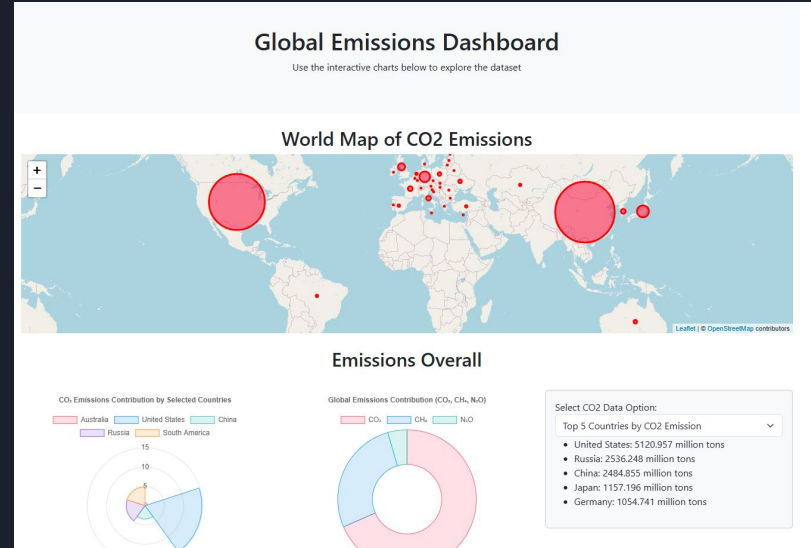 Global Emissions Dashboard
Use the interactive charts below to explore the dataset
World Map of CO2 Emissions
+
−
Leaflet | © OpenStreetMap contributors
Emissions Overall
CO₂ Emissions Contribution by Selected Countries
Australia United States China
Russia South America
15
10
5
Global Emissions Contribution (CO₂, CH₄, N₂O)
CO₂ CH₄ N₂O
Select CO2 Data Option:
Top 5 Countries by CO2 Emission
• United States: 5120.957 million tons
• Russia: 2536.248 million tons
• China: 2484.855 million tons
• Japan: 1157.196 million tons
• Germany: 1054.741 million tons